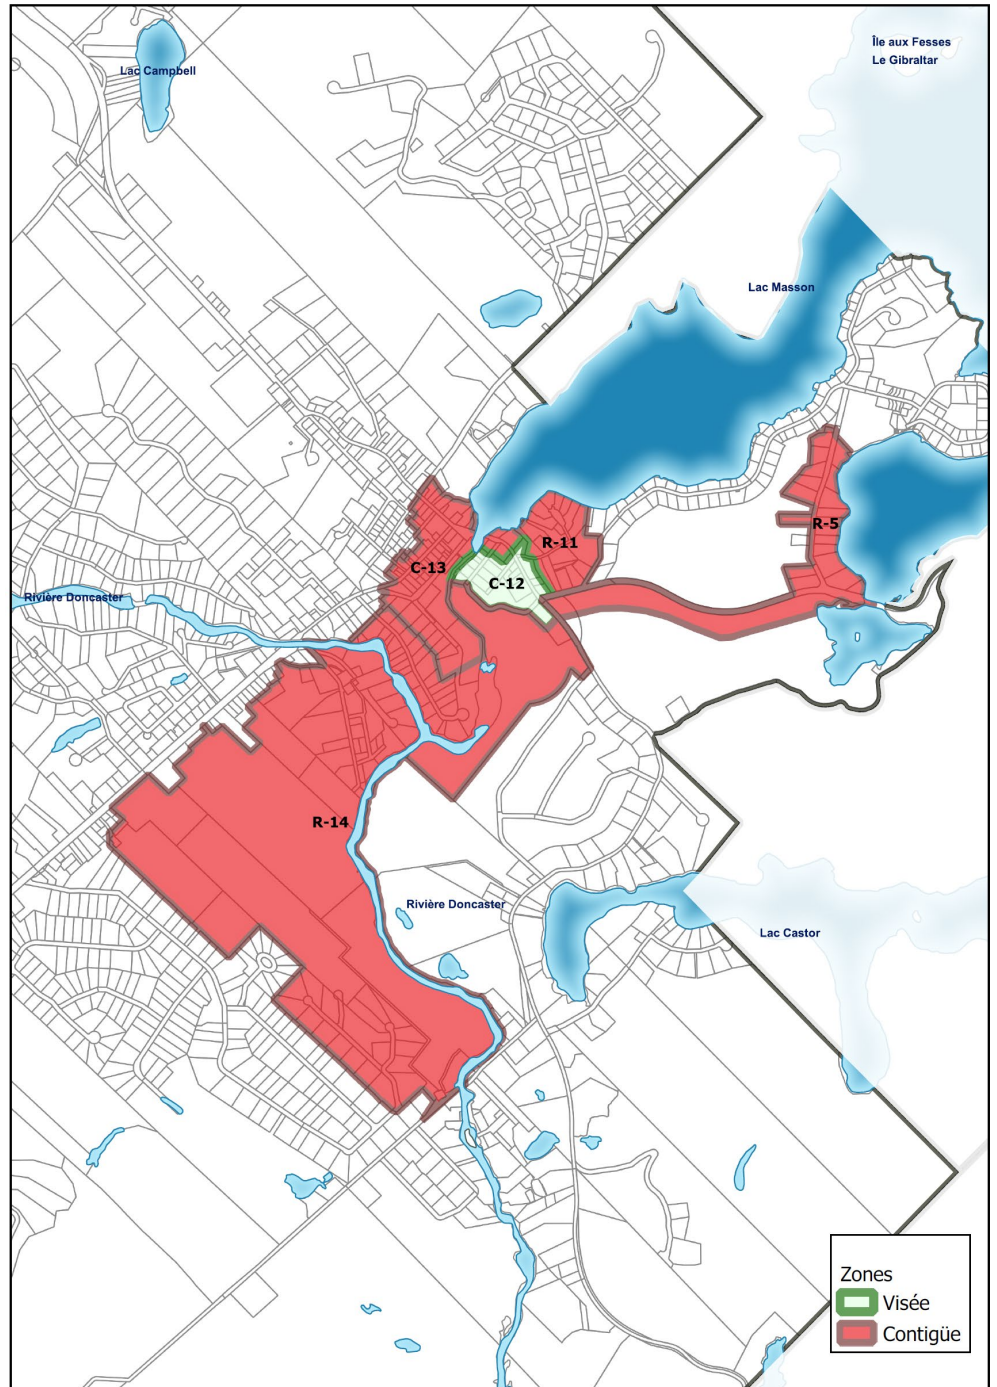 Île aux Fesses
Le Gibraltar
Lac Campbell
Lac Masson
R-5
R-11
C-13
C-12
Rivière Doncaster
R-14
Rivière Doncaster
Lac Castor
Zones
Visée
Contigüe